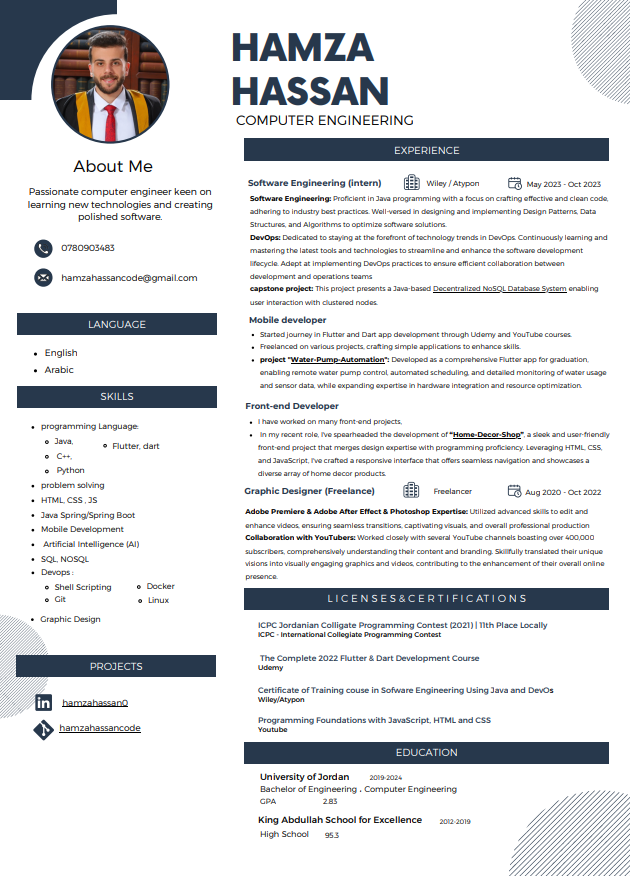 HAMZA
HASSAN
COMPUTER ENGINEERING
About Me
Passionate computer engineer keen on
learning new technologies and creating
polished software.
0780903483
hamzahassancode@gmail.com
LANGUAGE
English
Arabic
SKILLS
programming Language:
Java,
Flutter, dart
C++,
Python
problem solving
HTML, CSS , JS
Java Spring/Spring Boot
Mobile Development
Artificial Intelligence (AI)
SQL, NOSQL
Devops :
Shell Scripting
Docker
Git
Linux
Graphic Design
PROJECTS
hamzahassan0
hamzahassancode
EXPERIENCE
Software Engineering (intern)
Wiley / Atypon
May 2023 - Oct 2023
Software Engineering: Proficient in Java programming with a focus on crafting effective and clean code,
adhering to industry best practices. Well-versed in designing and implementing Design Patterns, Data
Structures, and Algorithms to optimize software solutions.
DevOps: Dedicated to staying at the forefront of technology trends in DevOps. Continuously learning and
mastering the latest tools and technologies to streamline and enhance the software development
lifecycle. Adept at implementing DevOps practices to ensure efficient collaboration between
development and operations teams
capstone project: This project presents a Java-based Decentralized NoSQL Database System enabling
user interaction with clustered nodes.
Mobile developer
Started journey in Flutter and Dart app development through Udemy and YouTube courses.
Freelanced on various projects, crafting simple applications to enhance skills.
project "Water-Pump-Automation": Developed as a comprehensive Flutter app for graduation,
enabling remote water pump control, automated scheduling, and detailed monitoring of water usage
and sensor data, while expanding expertise in hardware integration and resource optimization.
Front-end Developer
I have worked on many front-end projects,
In my recent role, I've spearheaded the development of "Home-Decor-Shop", a sleek and user-friendly
front-end project that merges design expertise with programming proficiency. Leveraging HTML, CSS,
and JavaScript, I've crafted a responsive interface that offers seamless navigation and showcases a
diverse array of home decor products.
Graphic Designer (Freelance)
Freelancer
Aug 2020 - Oct 2022
Adobe Premiere & Adobe After Effect & Photoshop Expertise: Utilized advanced skills to edit and
enhance videos, ensuring seamless transitions, captivating visuals, and overall professional production
Collaboration with YouTubers: Worked closely with several YouTube channels boasting over 400,000
subscribers, comprehensively understanding their content and branding. Skillfully translated their unique
visions into visually engaging graphics and videos, contributing to the enhancement of their overall online
presence.
LICENSES&CERTIFICATIONS
ICPC Jordanian Colligate Programming Contest (2021) | 11th Place Locally
ICPC - International Collegiate Programming Contest
The Complete 2022 Flutter & Dart Development Course
Udemy
Certificate of Training couse in Sofware Engineering Using Java and DevOs
Wiley/Atypon
Programming Foundations with JavaScript, HTML and CSS
Youtube
EDUCATION
University of Jordan 2019-2024
Bachelor of Engineering , Computer Engineering
GPA 2.83
King Abdullah School for Excellence 2012-2019
High School 95.3